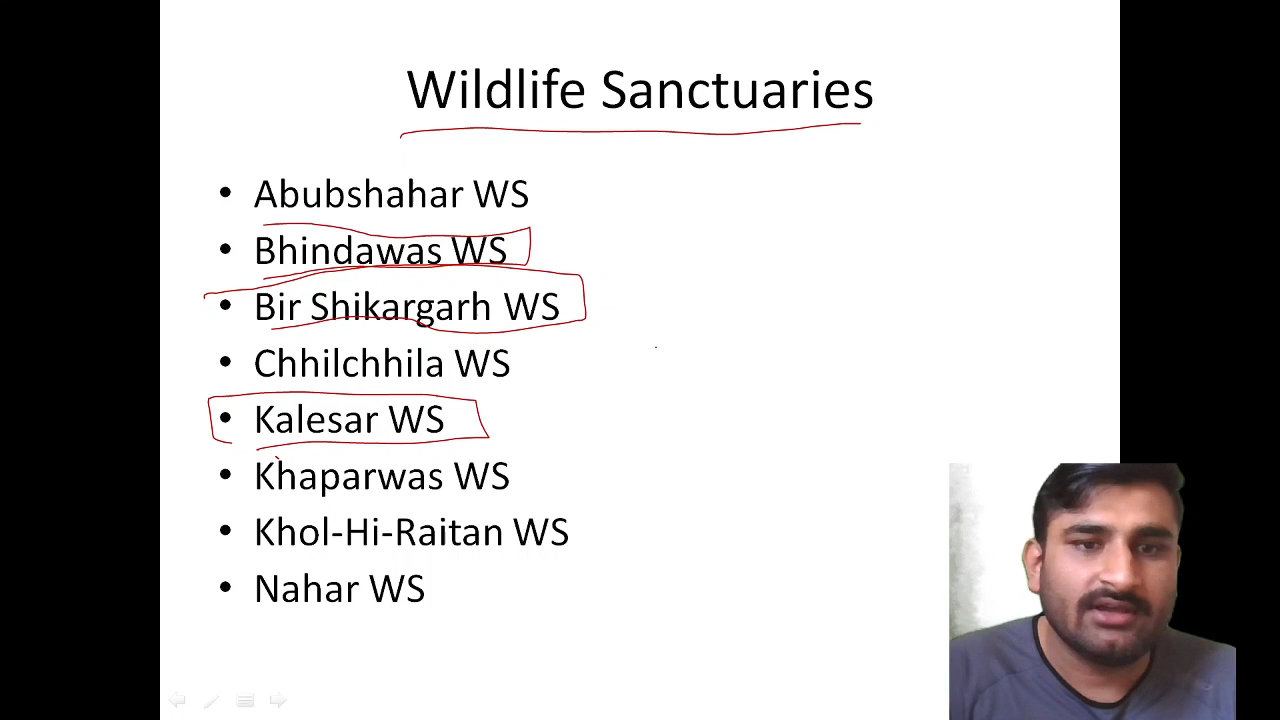 Wildlife Sanctuaries
• Abubshahar WS
• Bhindawas WS
• Bir Shikargarh WS
• Chhilchhila WS
• Kalesar WS
• Khaparwas WS
• Khol-Hi-Raitan WS
• Nahar WS